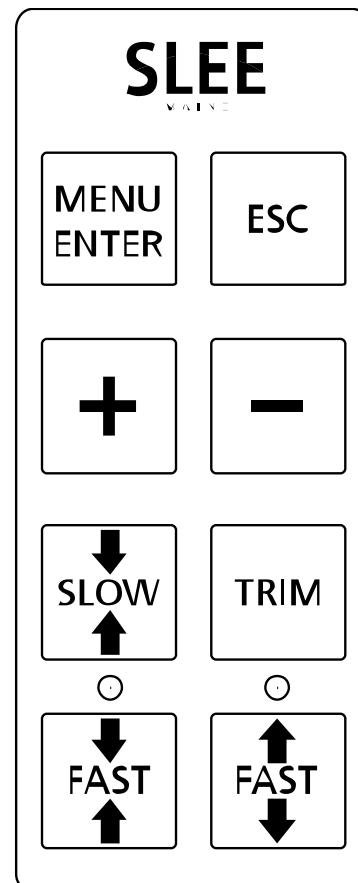 SLEE
MENU
ENTER
ESC
+
−
SLOW
TRIM
FAST
FAST